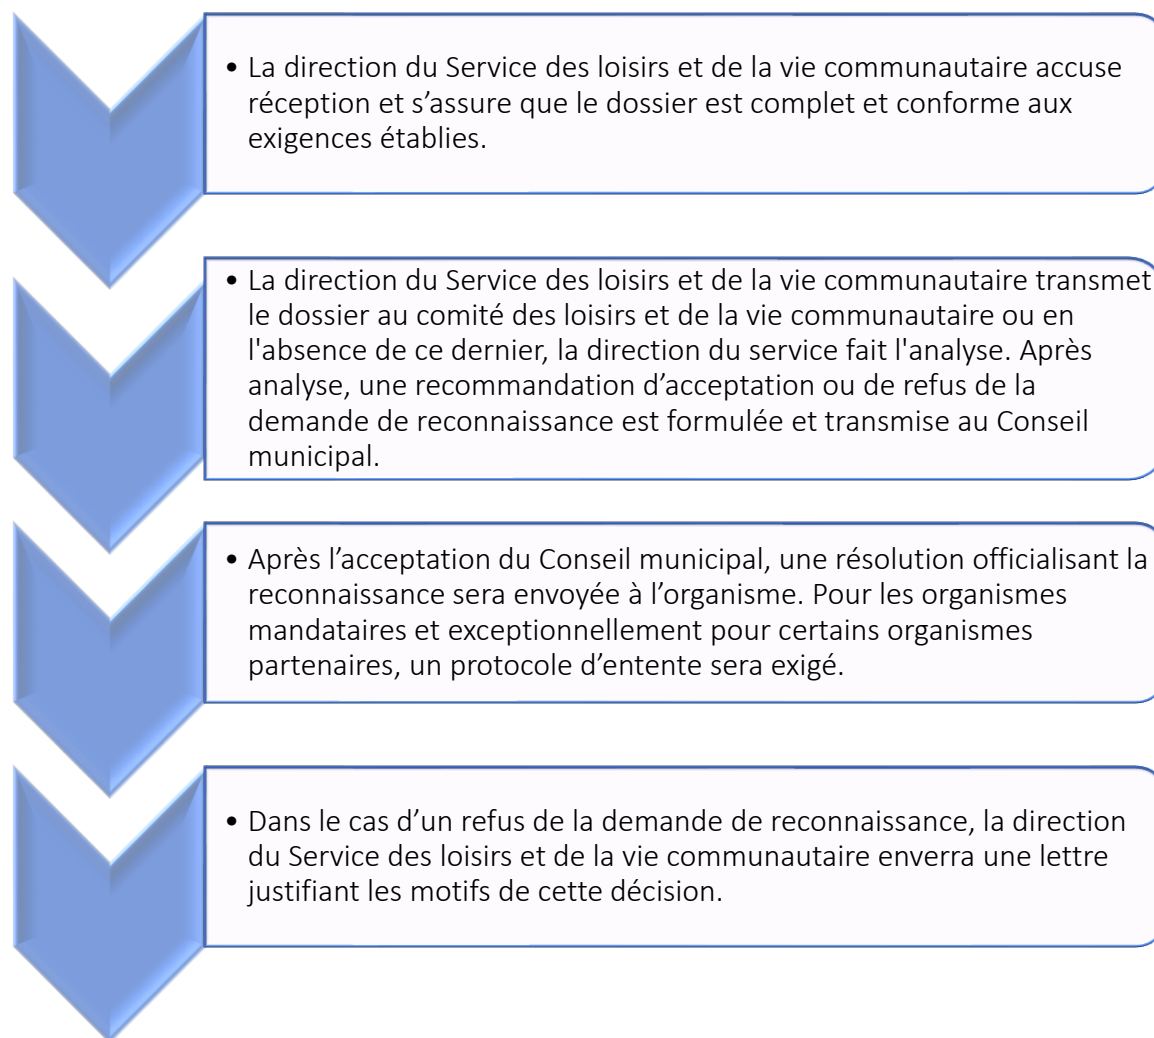 • La direction du Service des loisirs et de la vie communautaire accuse
réception et s’assure que le dossier est complet et conforme aux
exigences établies.
• La direction du Service des loisirs et de la vie communautaire transmet
le dossier au comité des loisirs et de la vie communautaire ou en
l'absence de ce dernier, la direction du service fait l'analyse. Après
analyse, une recommandation d’acceptation ou de refus de la
demande de reconnaissance est formulée et transmise au Conseil
municipal.
• Après l’acceptation du Conseil municipal, une résolution officialisant la
reconnaissance sera envoyée à l’organisme. Pour les organismes
mandataires et exceptionnellement pour certains organismes
partenaires, un protocole d’entente sera exigé.
• Dans le cas d’un refus de la demande de reconnaissance, la direction
du Service des loisirs et de la vie communautaire enverra une lettre
justifiant les motifs de cette décision.